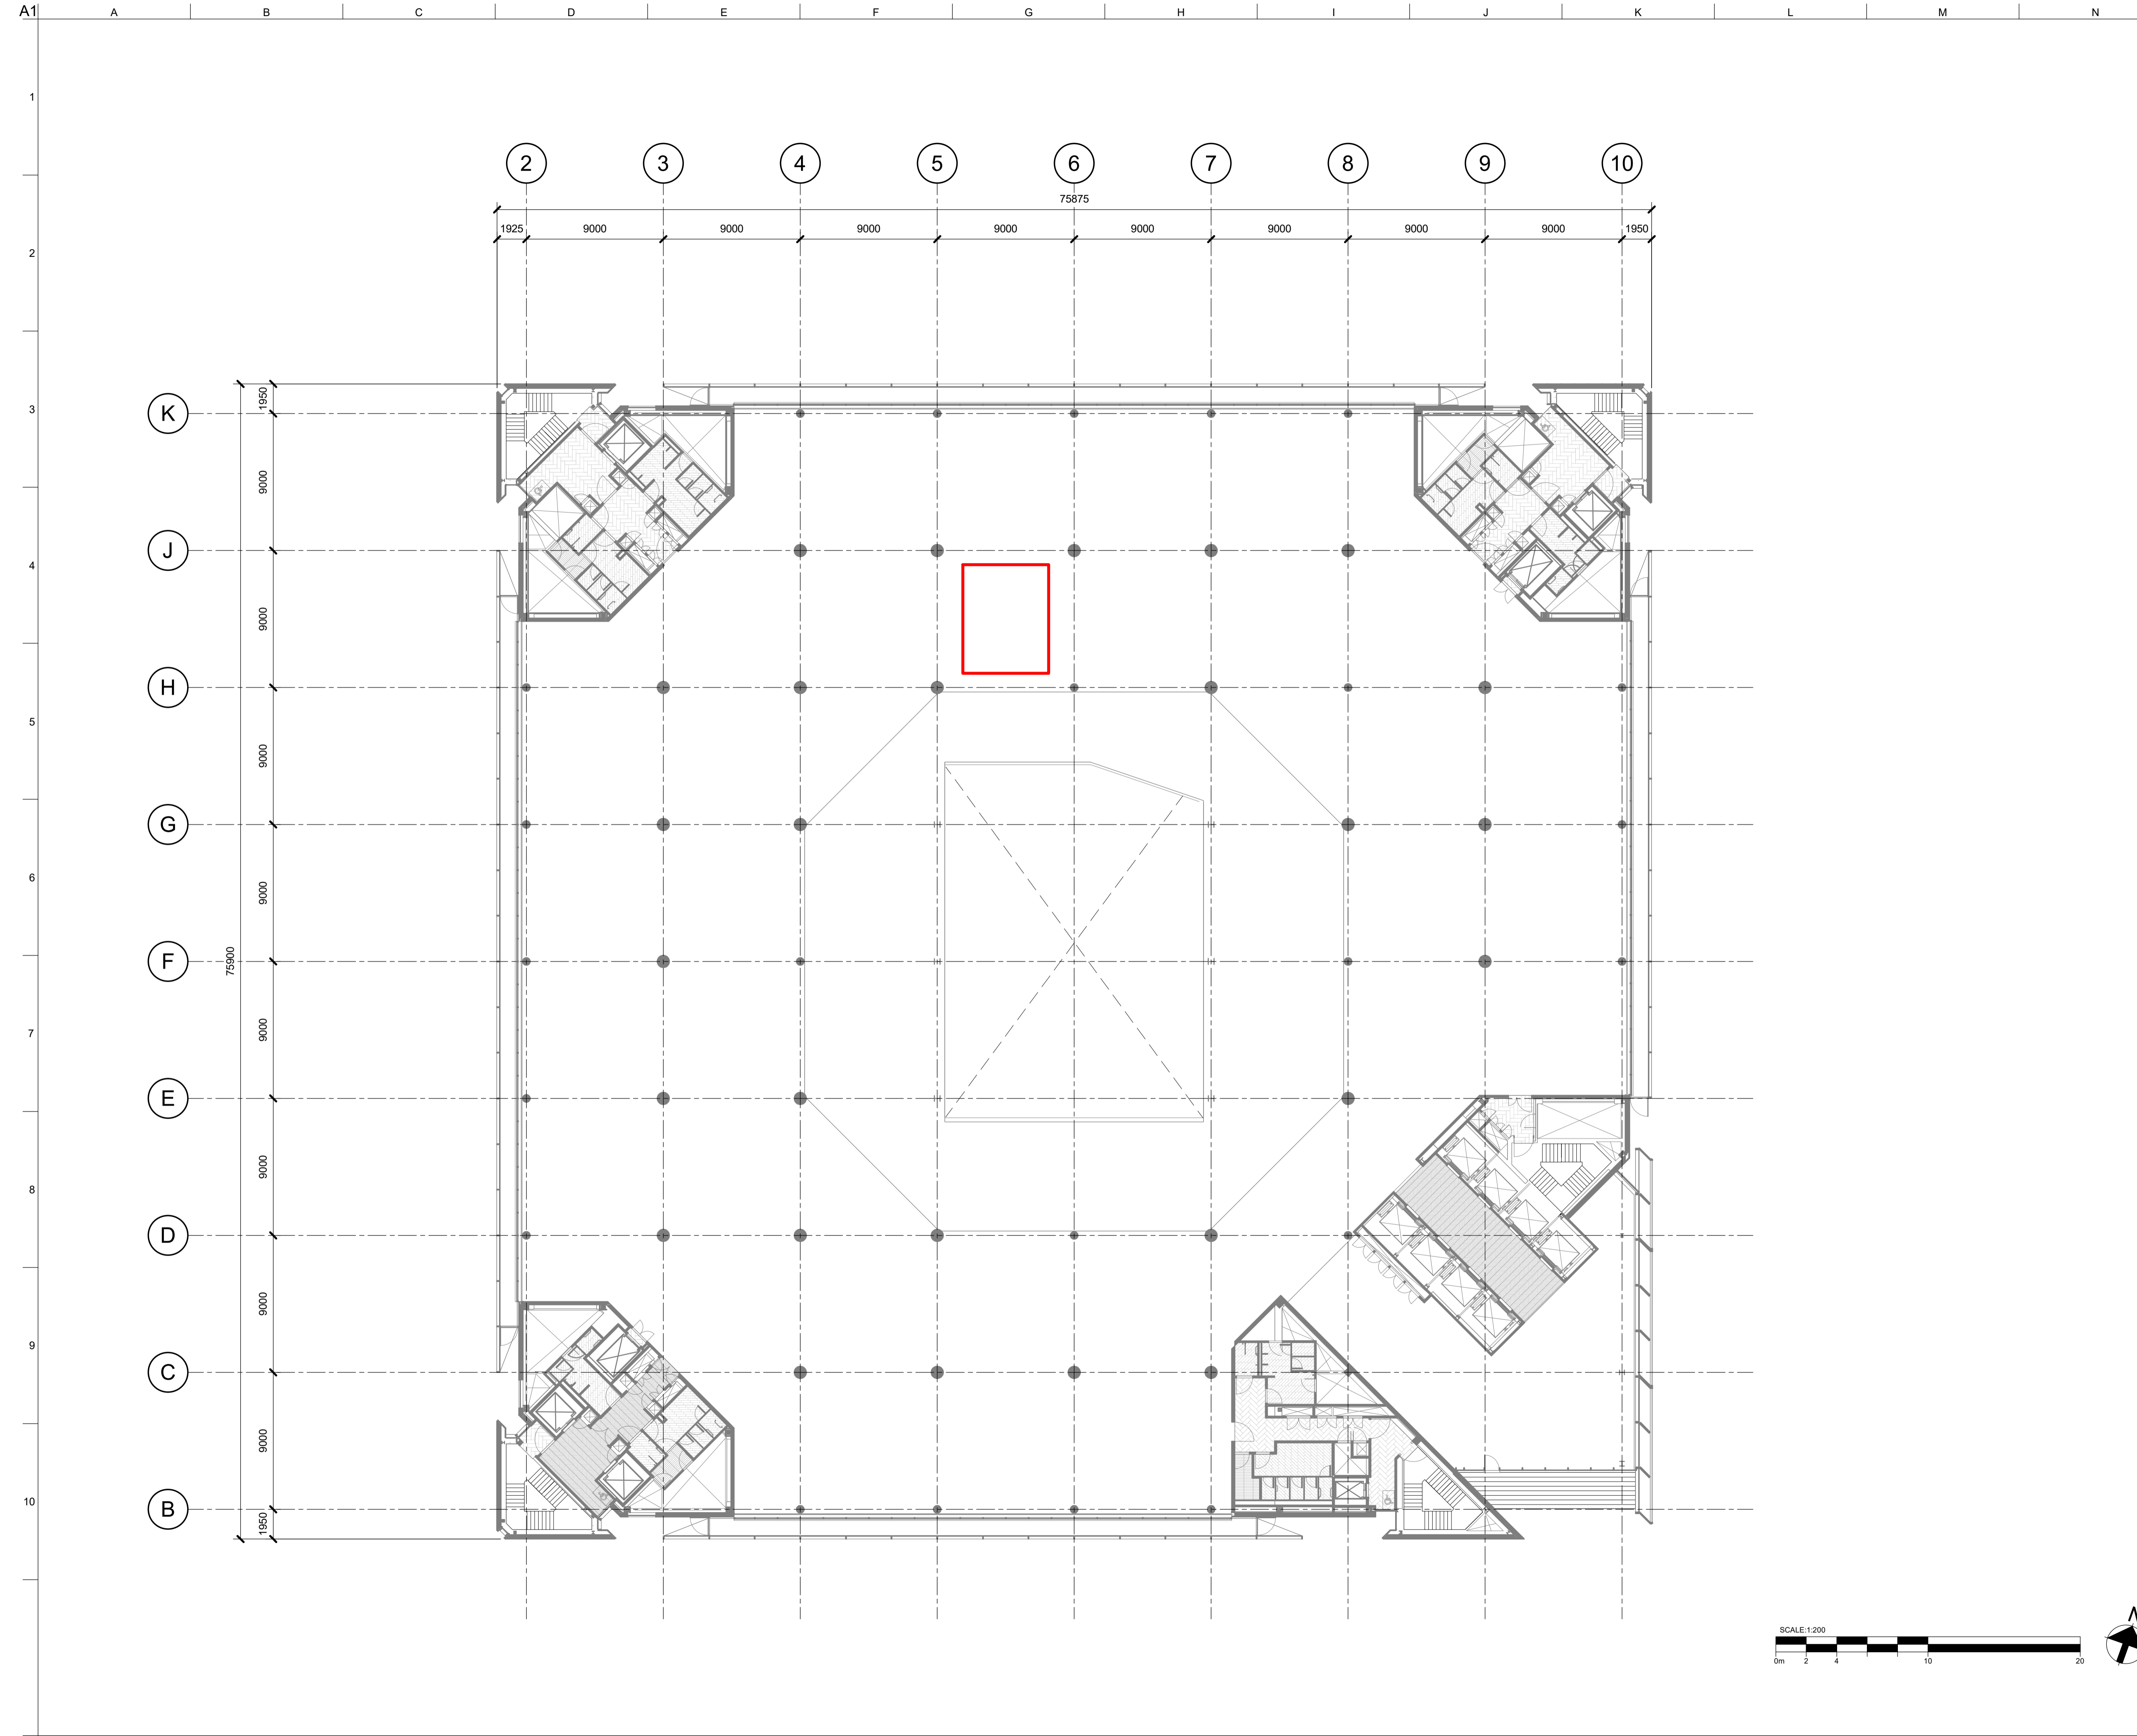 A1
A B C D E F G H I J K L M N
1
2 3 4 5 6 7 8 9 10
75875
1925 9000 9000 9000 9000 9000 9000 9000 9000 1950
2
3
K
1950
9000
J
4
9000
H
5
9000
G
6
9000
F
75900
7
9000
E
8
9000
D
9
9000
C
9000
10
B
1950
SCALE:1:200
0m 2 4 10 20
N